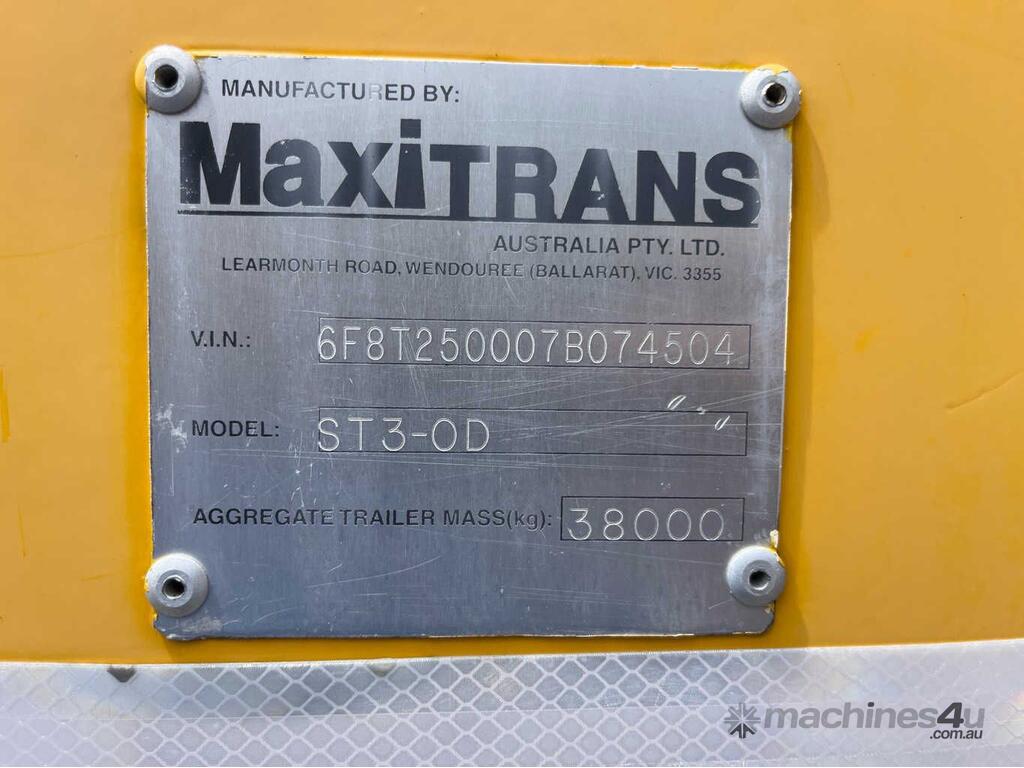 MANUFACTURED BY:
MaxiTRANS
AUSTRALIA PTY. LTD.
LEARMONTH ROAD, WENDOUREE (BALLARAT), VIC. 3355
V.I.N.: 6F8T250007B074504
MODEL: ST3-OD
AGGREGATE TRAILER MASS(kg): 38000
machines4u
.com.au